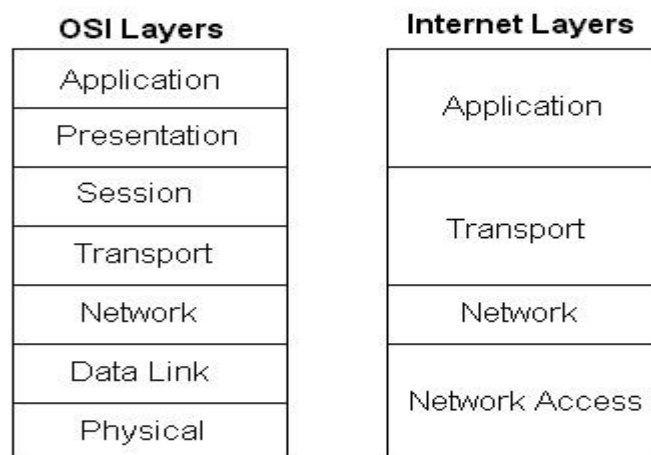 OSI Layers
Application
Presentation
Session
Transport
Network
Data Link
Physical
Internet Layers
Application
Transport
Network
Network Access